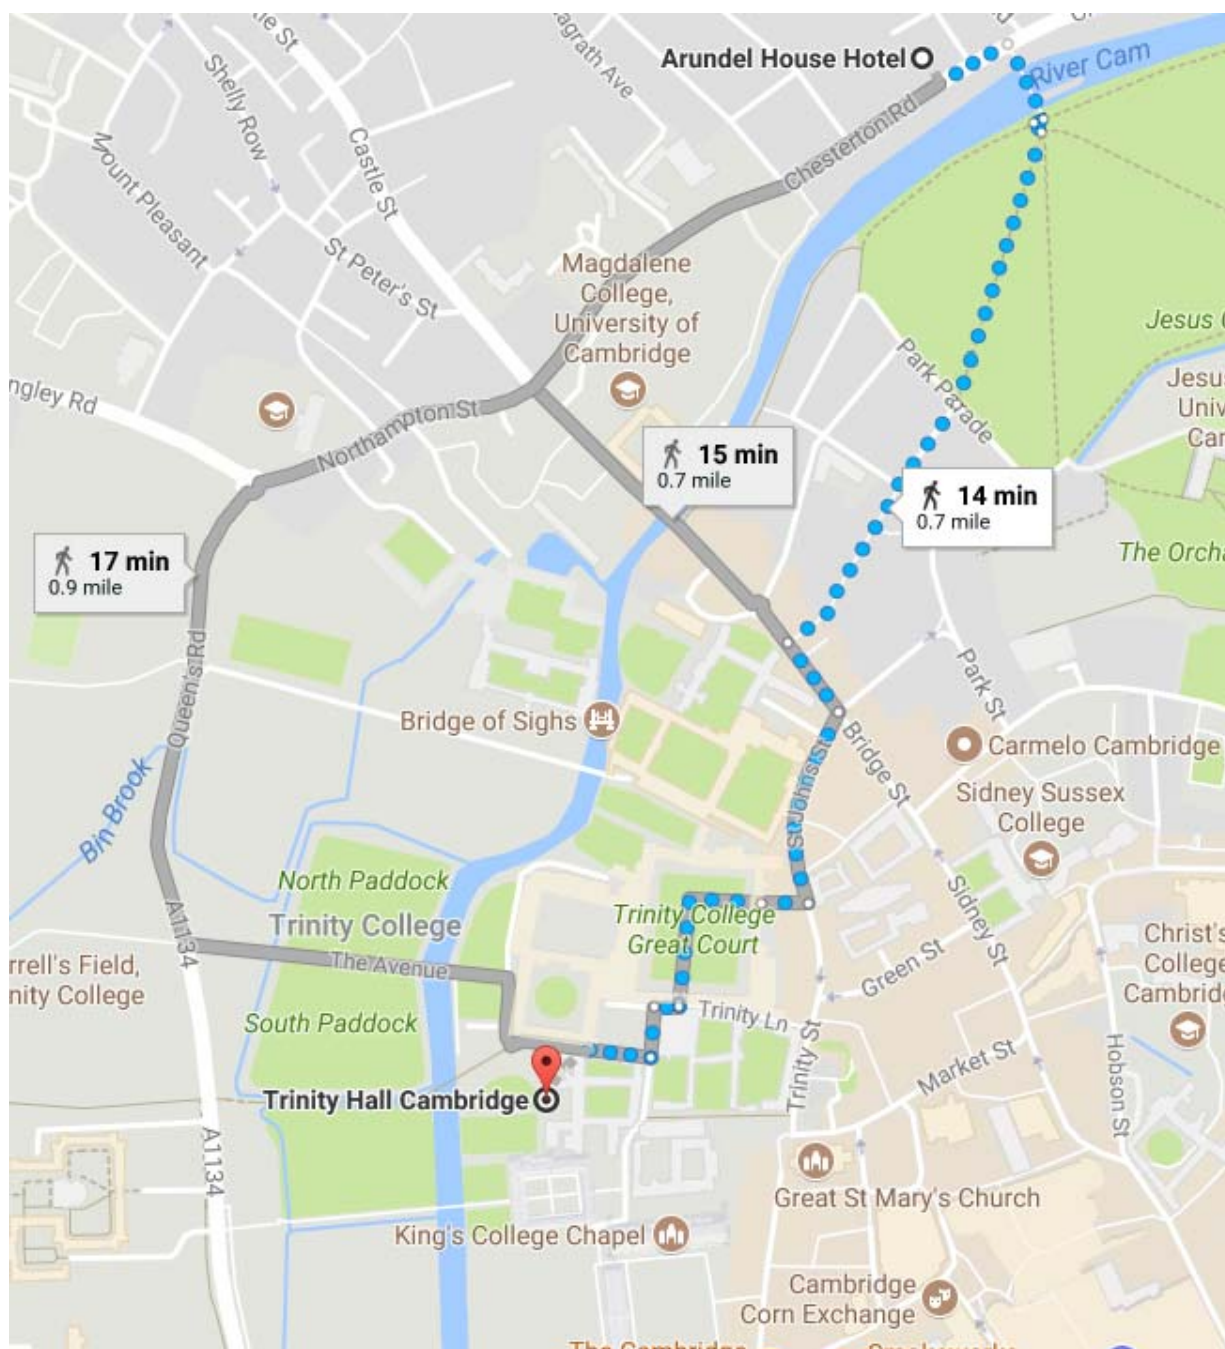 Arundel House Hotel
River Cam
Shelly Row
Castle St
Chesterton Rd
Mount Pleasant
St Peter's St
Magdalene
College,
University of
Cambridge
Jesus
Park Parade
Northampton St
15 min
0.7 mile
14 min
0.7 mile
17 min
0.9 mile
Queen's Rd
Park St
Bridge of Sighs
Bridge St
Carmelo Cambridge
Sidney Sussex
College
St Johns St
Bin Brook
North Paddock
Trinity College
Trinity College
Great Court
Sidney St
A1134
The Avenue
Green St
Christ's
College
South Paddock
Trinity Ln
Trinity St
Market St
Hobson St
Trinity Hall Cambridge
A1134
Great St Mary's Church
King's College Chapel
Cambridge
Corn Exchange
The Cambridge